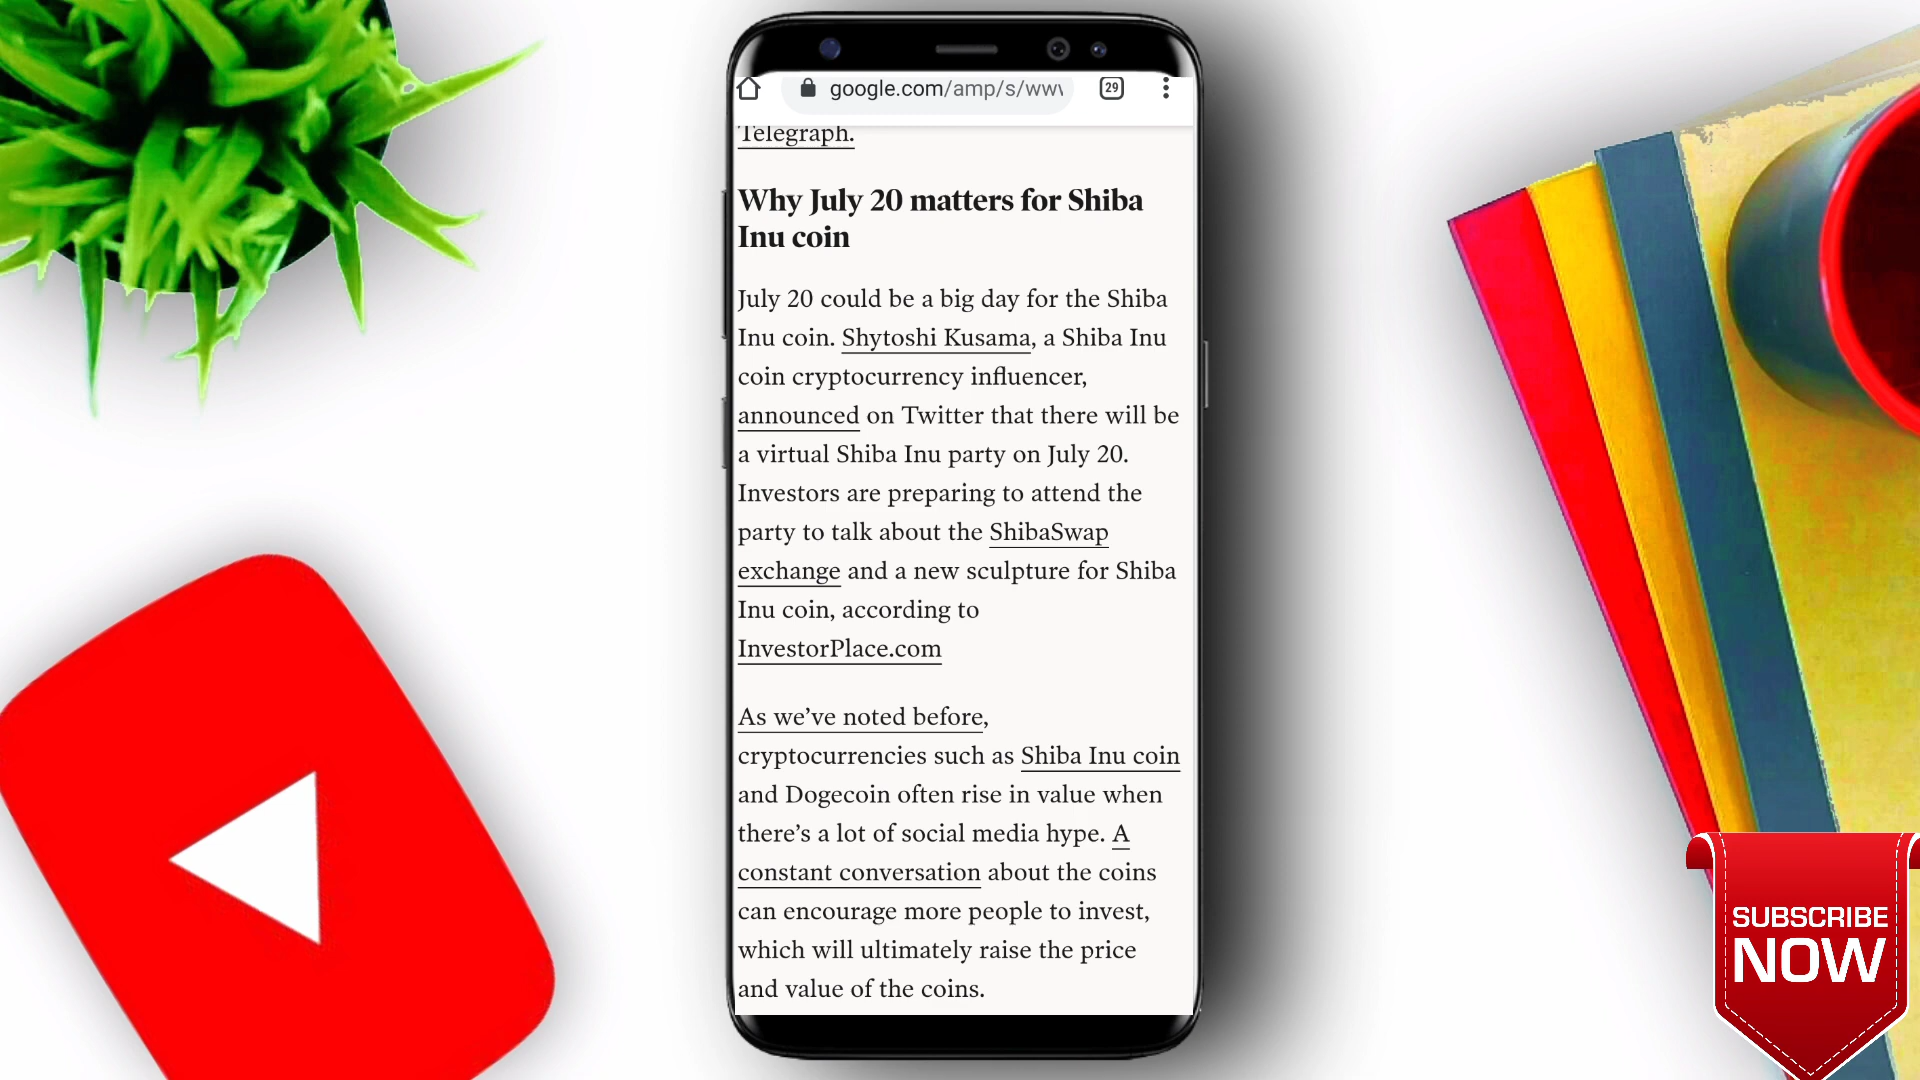 google.com/amp/s/www
29
Telegraph.
Why July 20 matters for Shiba
Inu coin
July 20 could be a big day for the Shiba
Inu coin. Shytoshi Kusama, a Shiba Inu
coin cryptocurrency influencer,
announced on Twitter that there will be
a virtual Shiba Inu party on July 20.
Investors are preparing to attend the
party to talk about the ShibaSwap
exchange and a new sculpture for Shiba
Inu coin, according to
InvestorPlace.com
As we’ve noted before,
cryptocurrencies such as Shiba Inu coin
and Dogecoin often rise in value when
there’s a lot of social media hype. A
constant conversation about the coins
can encourage more people to invest,
which will ultimately raise the price
and value of the coins.
SUBSCRIBE
NOW